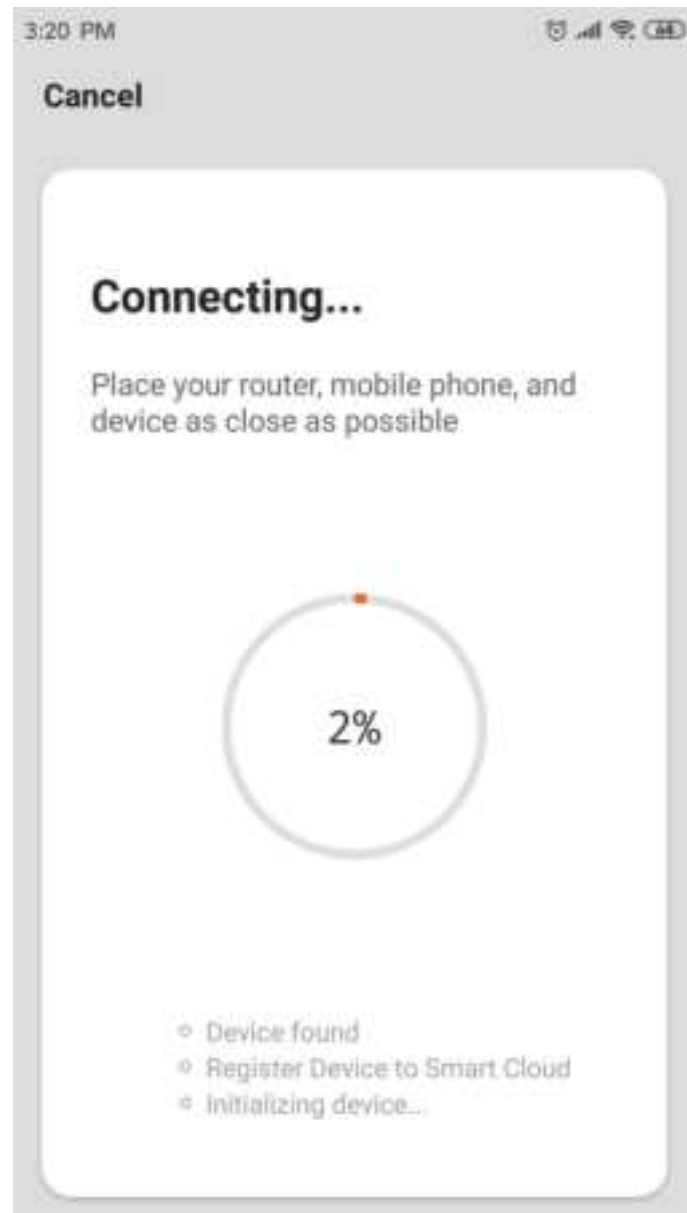 3:20 PM
Cancel
Connecting...
Place your router, mobile phone, and
device as close as possible
2%
Device found
Register Device to Smart Cloud
Initializing device...